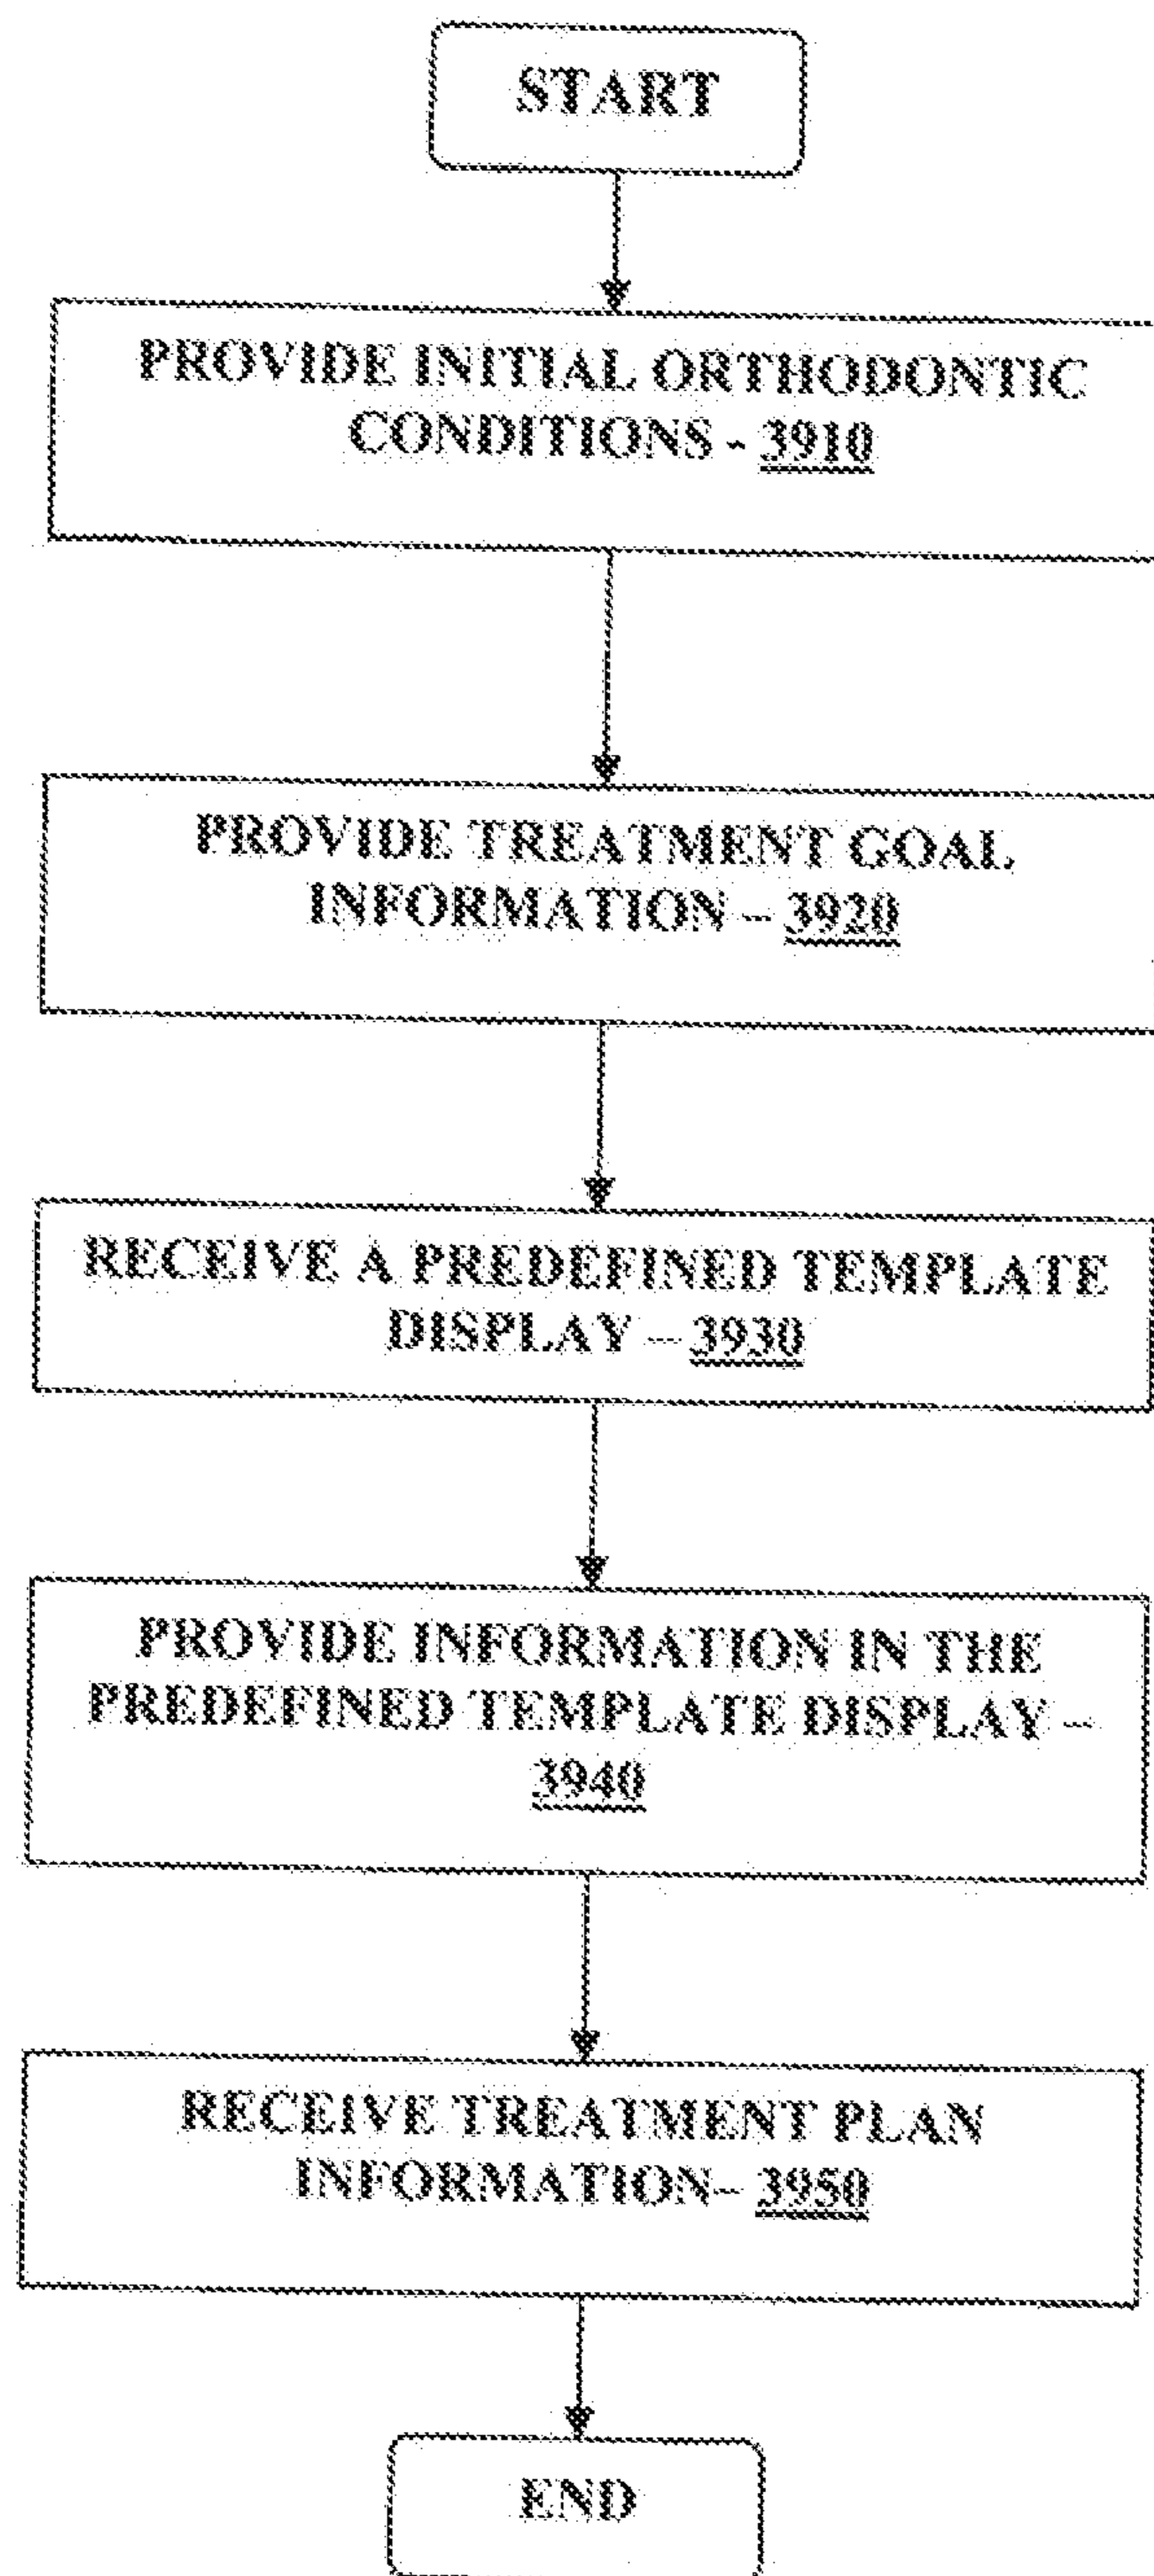 START
PROVIDE INITIAL ORTHODONTIC
CONDITIONS - 3910
PROVIDE TREATMENT GOAL
INFORMATION – 3920
RECEIVE A PREDEFINED TEMPLATE
DISPLAY – 3930
PROVIDE INFORMATION IN THE
PREDEFINED TEMPLATE DISPLAY –
3940
RECEIVE TREATMENT PLAN
INFORMATION– 3950
END